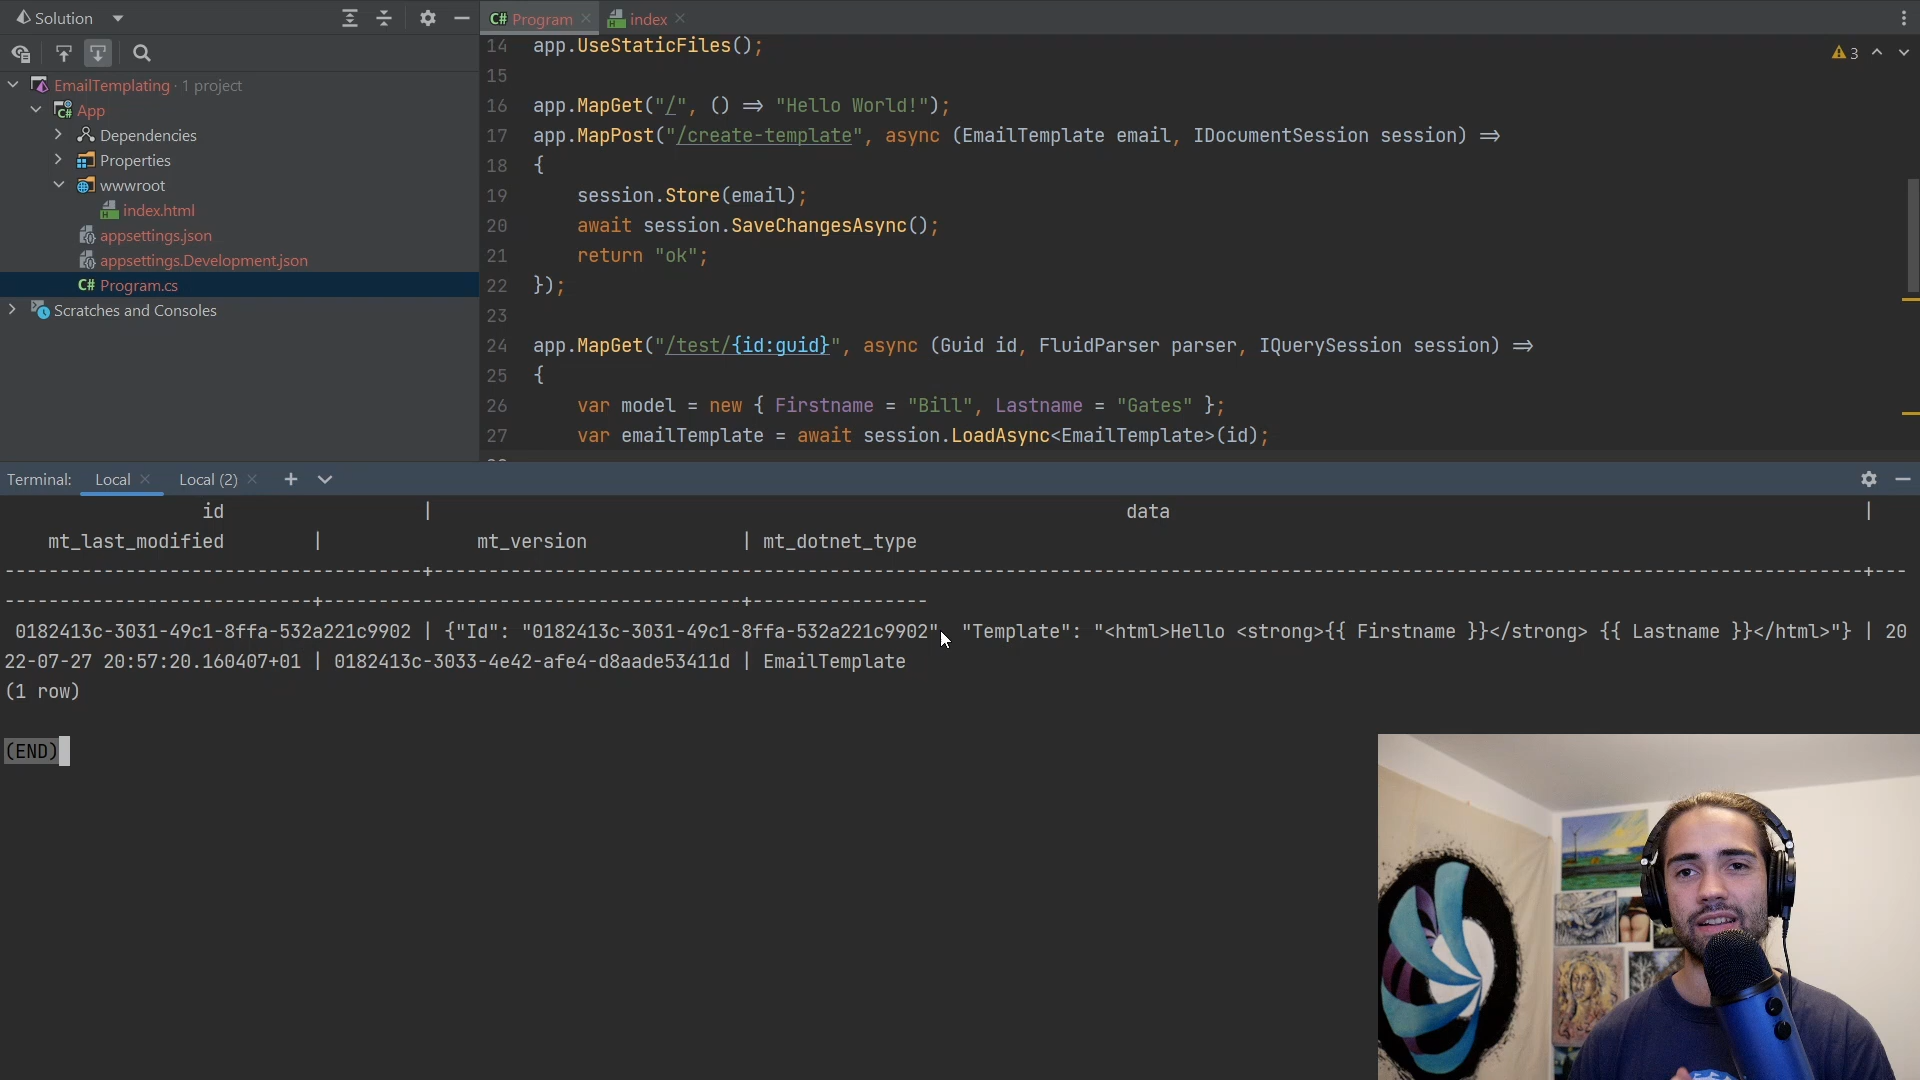 Solution
EmailTemplating · 1 project
App
Dependencies
Properties
wwwroot
index.html
appsettings.json
appsettings.Development.json
C# Program.cs
Scratches and Consoles
C# Program
index
3
14 app.UseStaticFiles();
15
16 app.MapGet("/", () ⇒ "Hello World!");
17 app.MapPost("/create-template", async (EmailTemplate email, IDocumentSession session) ⇒
18 {
19 session.Store(email);
20 await session.SaveChangesAsync();
21 return "ok";
22 });
23
24 app.MapGet("/test/{id:guid}", async (Guid id, FluidParser parser, IQuerySession session) ⇒
25 {
26 var model = new { Firstname = "Bill", Lastname = "Gates" };
27 var emailTemplate = await session.LoadAsync<EmailTemplate>(id);
Terminal: Local Local (2)
id | data |
mt_last_modified | mt_version | mt_dotnet_type
0182413c-3031-49c1-8ffa-532a221c9902 | {"Id": "0182413c-3031-49c1-8ffa-532a221c9902", "Template": "<html>Hello <strong>{{ Firstname }}</strong> {{ Lastname }}</html>"} | 20
22-07-27 20:57:20.160407+01 | 0182413c-3033-4e42-afe4-d8aade53411d | EmailTemplate
(1 row)
(END)